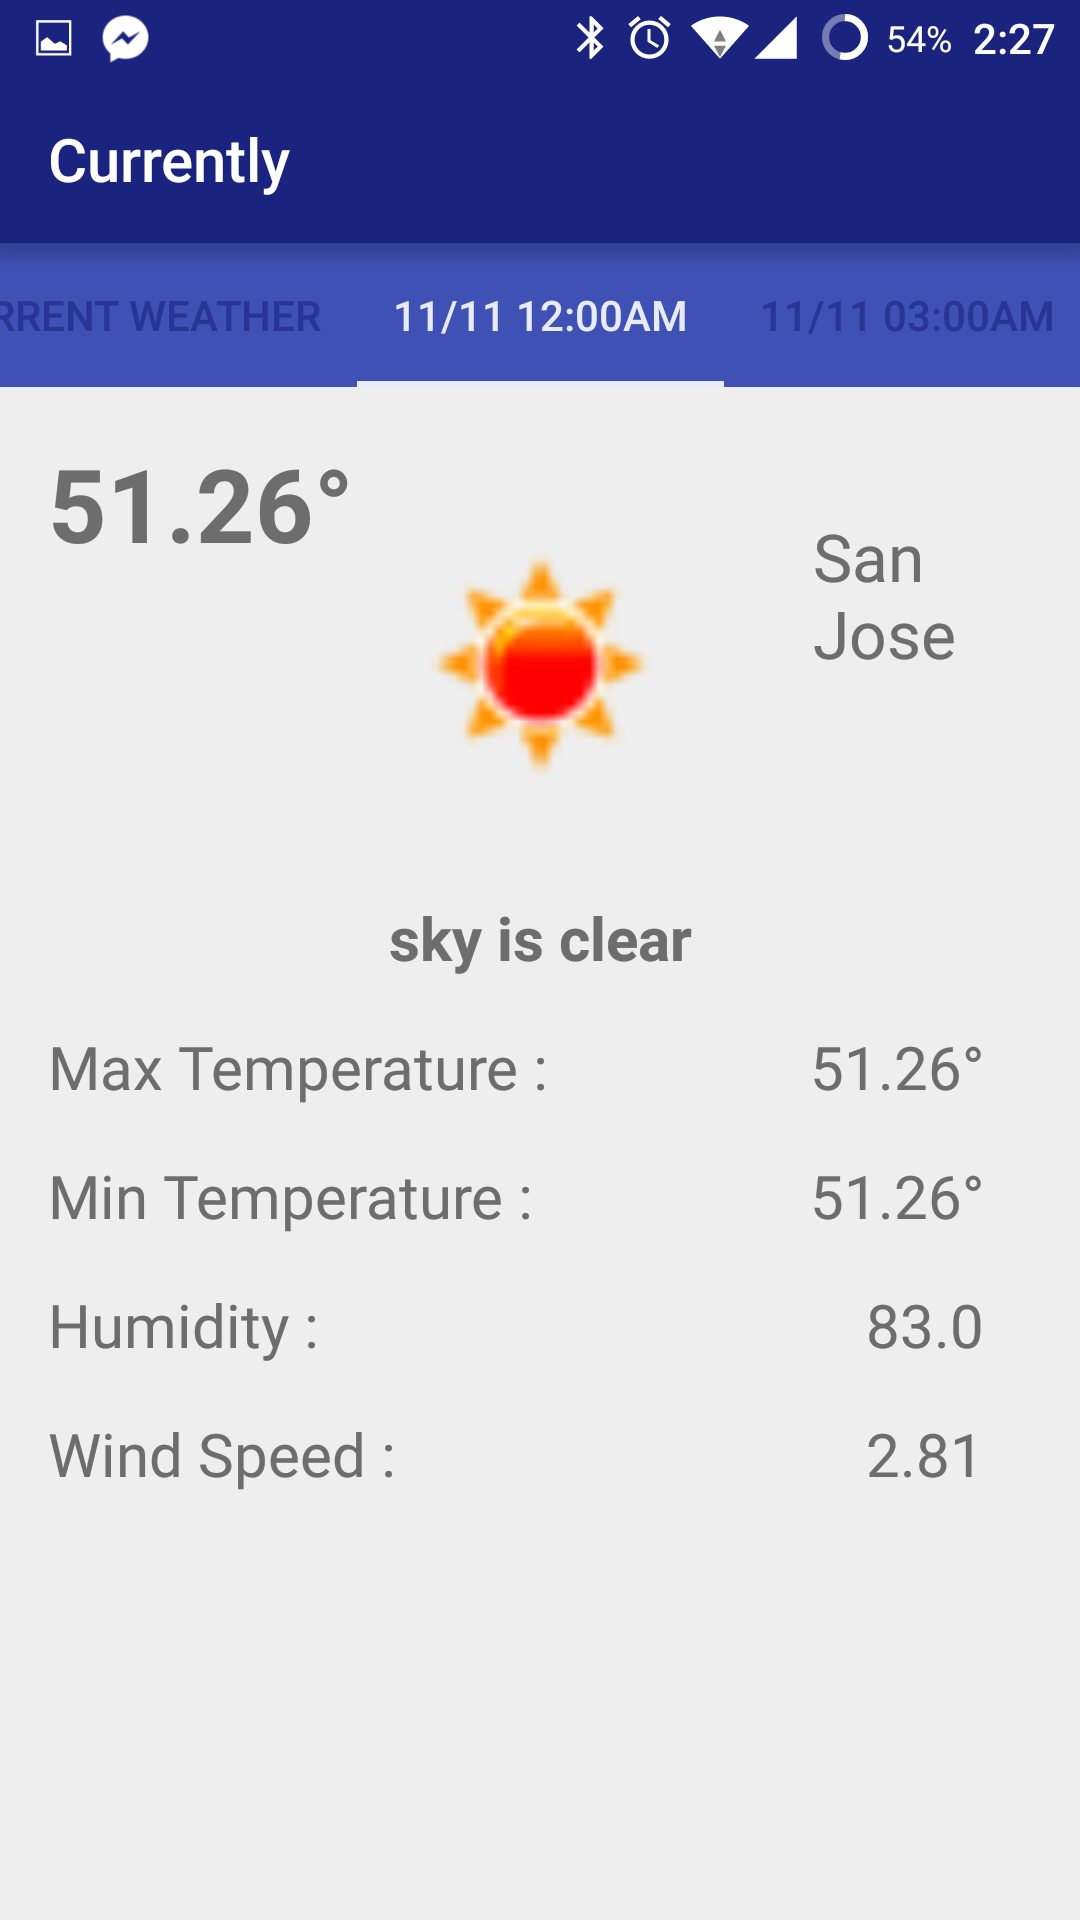 54% 2:27
Currently
RRENT WEATHER 11/11 12:00AM 11/11 03:00AM
51.26°
San
Jose
sky is clear
Max Temperature : 51.26°
Min Temperature : 51.26°
Humidity : 83.0
Wind Speed : 2.81